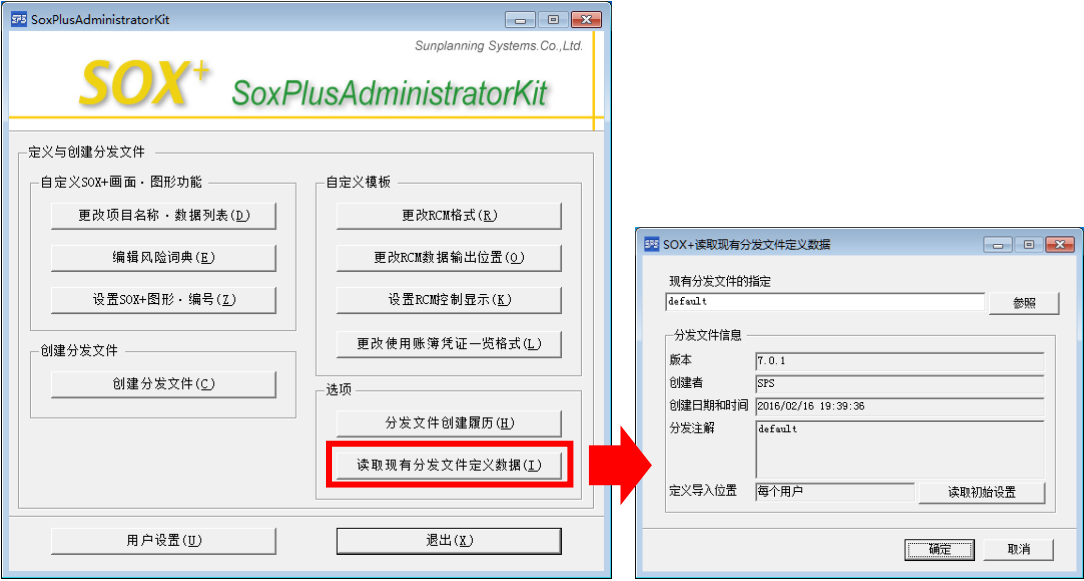 SPS SoxPlusAdministratorKit
Sunplanning Systems.Co.,Ltd.
SOX+ SoxPlusAdministratorKit
定义与创建分发文件
自定义SOX+画面·图形功能
更改项目名称·数据列表(D)
编辑风险词典(E)
设置SOX+图形·编号(Z)
创建分发文件
创建分发文件(C)
自定义模板
更改RCM格式(R)
更改RCM数据输出位置(O)
设置RCM控制显示(K)
更改使用账簿凭证一览格式(L)
选项
分发文件创建履历(H)
读取现有分发文件定义数据(I)
用户设置(U)
退出(X)
SPS SOX+读取现有分发文件定义数据
现有分发文件的指定
default
参照
分发文件信息
版本 7.0.1
创建者 SPS
创建日期和时间 2016/02/16 19:39:36
分发注解 default
定义导入位置 每个用户 读取初始设置
确定 取消